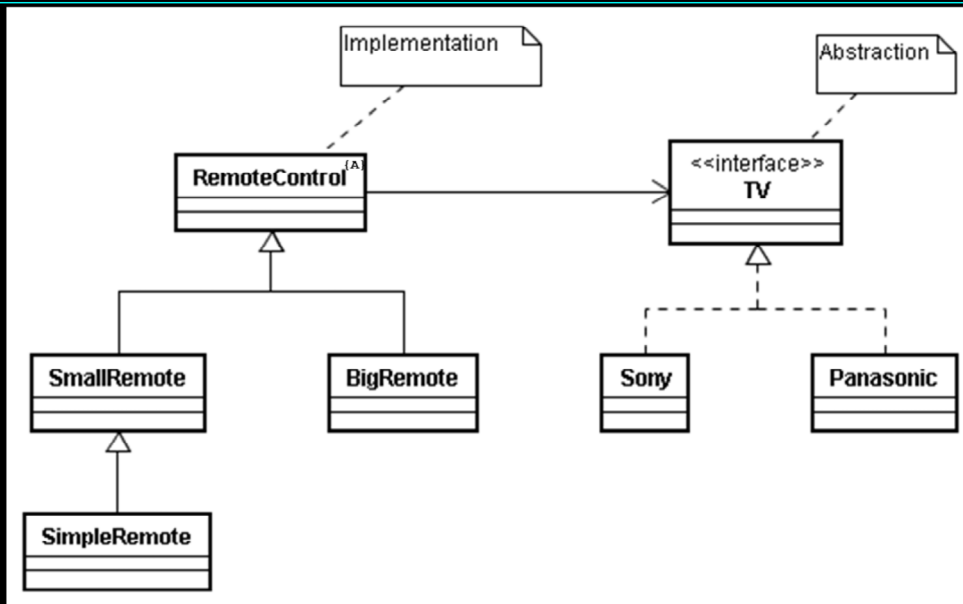 Implementation
Abstraction
RemoteControl {A}
<<interface>>
TV
SmallRemote
BigRemote
Sony
Panasonic
SimpleRemote